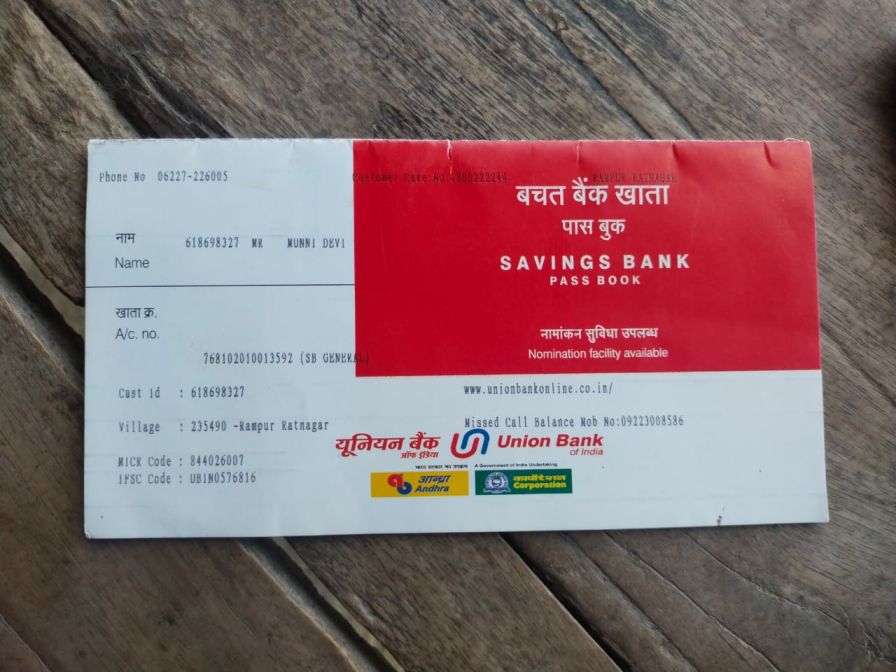 Phone No 06227-226005
Customer Care No:1800222244
RAMPUR RATNAGAR
बचत बैंक खाता
पास बुक
SAVINGS BANK
PASS BOOK
नाम
618698327 MR MUNNI DEVI
Name
खाता क्र.
A/c. no.
नामांकन सुविधा उपलब्ध
Nomination facility available
768102010013592 (SB GENERAL)
Cust id : 618698327
www.unionbankonline.co.in/
Village : 235490 -Rampur Ratnagar
Missed Call Balance Mob No:09223008586
यूनियन बैंक
ऑफ इंडिया
Union Bank
of India
भारत सरकार का उपक्रम
A Government of India Undertaking
MICR Code : 844026007
IFSC Code : UBIN0576816
आन्ध्रा
Andhra
कार्पोरेशन
Corporation